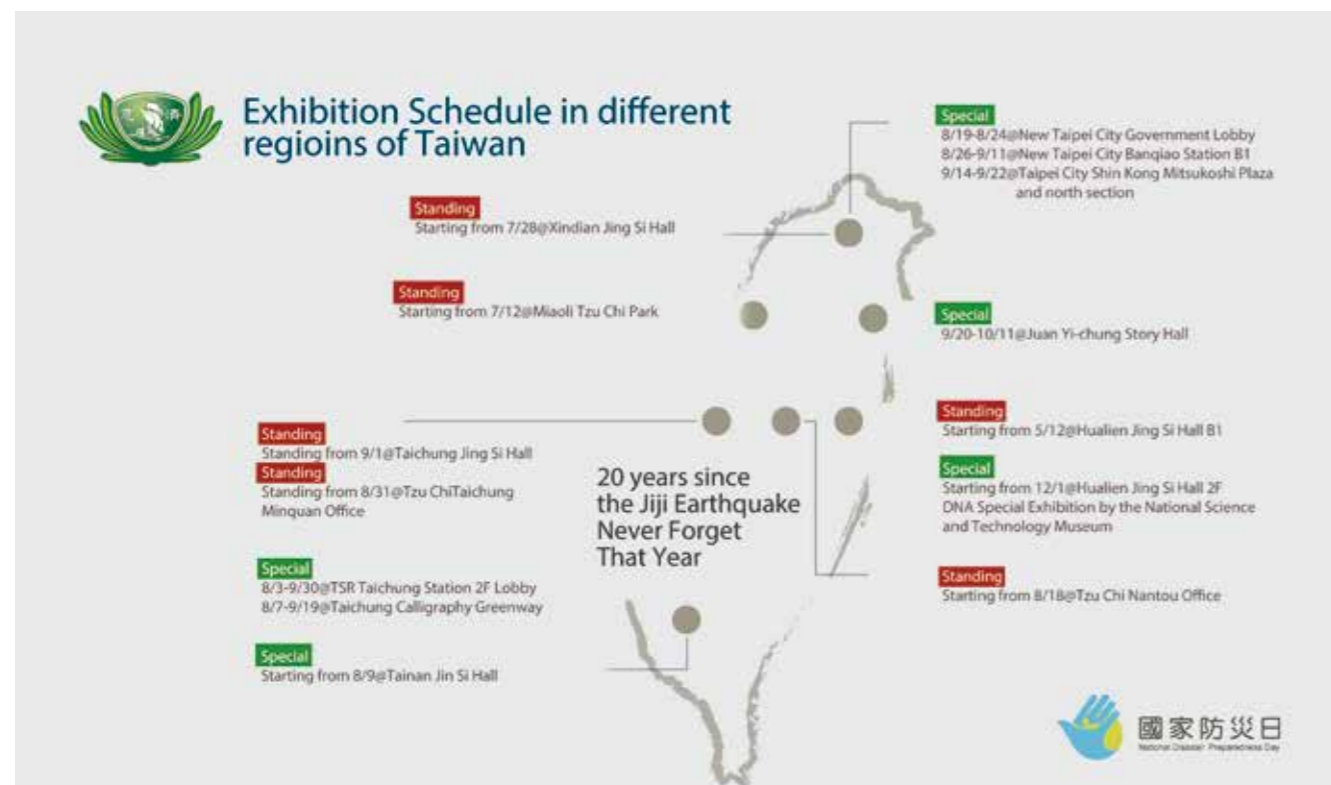 Exhibition Schedule in different
regioins of Taiwan
Special
8/19-8/24@New Taipei City Government Lobby
8/26-9/11@New Taipei City Banqiao Station B1
9/14-9/22@Taipei City Shin Kong Mitsukoshi Plaza
and north section
Standing
Starting from 7/28@Xindian Jing Si Hall
Standing
Starting from 7/12@Miaoli Tzu Chi Park
Special
9/20-10/11@Juan Yi-chung Story Hall
Standing
Standing from 9/1@Taichung Jing Si Hall
Standing
Standing from 8/31@Tzu ChiTaichung
Minquan Office
Special
8/3-9/30@TSR Taichung Station 2F Lobby
8/7-9/19@Taichung Calligraphy Greenway
Special
Starting from 8/9@Tainan Jin Si Hall
20 years since
the Jiji Earthquake
Never Forget
That Year
Standing
Starting from 5/12@Hualien Jing Si Hall B1
Special
Starting from 12/1@Hualien Jing Si Hall 2F
DNA Special Exhibition by the National Science
and Technology Museum
Standing
Starting from 8/18@Tzu Chi Nantou Office
國家防災日
National Disaster Preparedness Day